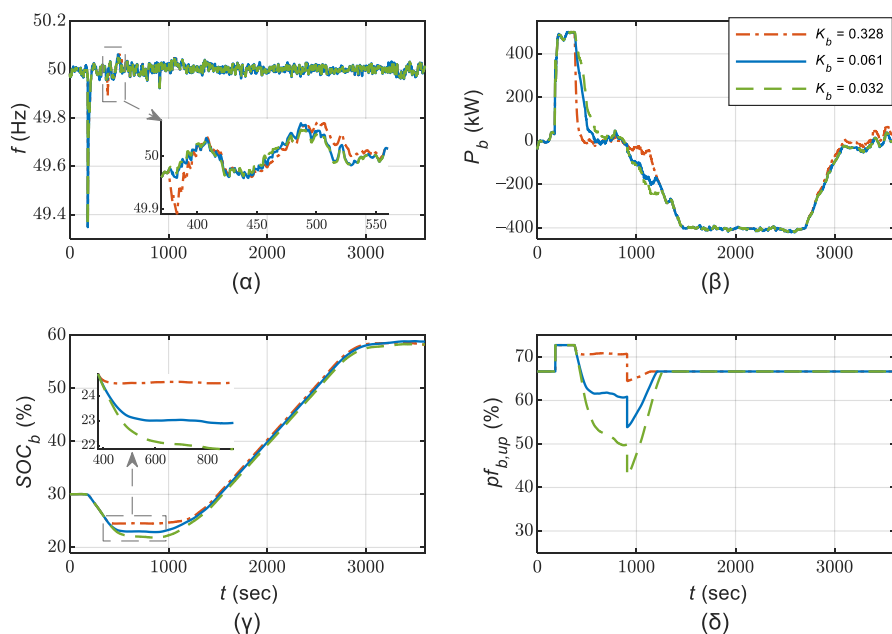 50.2
50
49.8
49.6
49.4
f (Hz)
50
49.9
400 450 500 550
0 1000 2000 3000
(α)
400
200
0
−200
−400
P_b (kW)
K_b = 0.328
K_b = 0.061
K_b = 0.032
0 1000 2000 3000
(β)
60
50
40
30
20
SOC_b (%)
24
23
22
400 600 800
0 1000 2000 3000
t (sec)
(γ)
70
60
50
40
30
pf_{b,up} (%)
0 1000 2000 3000
t (sec)
(δ)